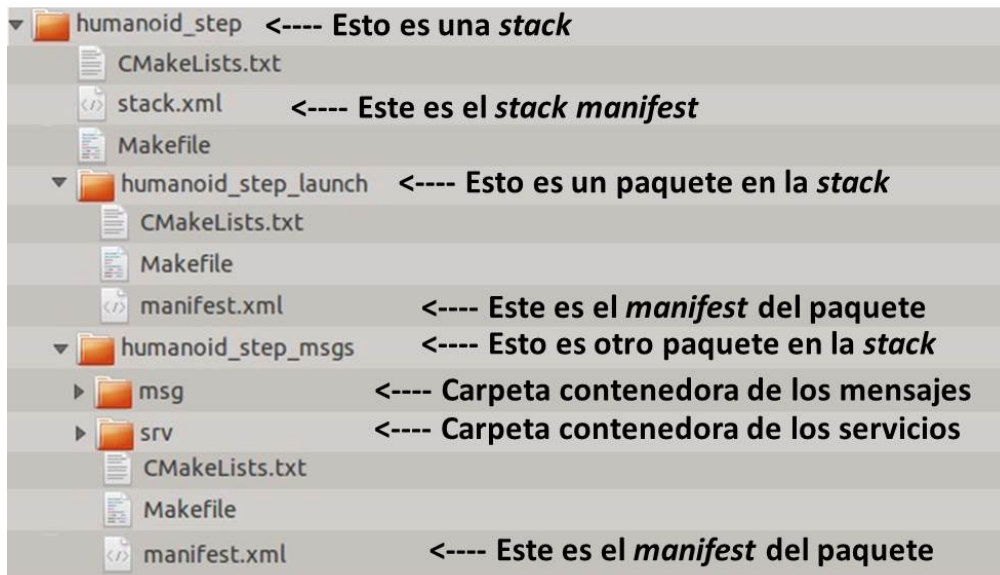 humanoid_step <---- Esto es una stack
CMakeLists.txt
stack.xml <---- Este es el stack manifest
Makefile
humanoid_step_launch <---- Esto es un paquete en la stack
CMakeLists.txt
Makefile
manifest.xml <---- Este es el manifest del paquete
humanoid_step_msgs <---- Esto es otro paquete en la stack
msg <---- Carpeta contenedora de los mensajes
srv <---- Carpeta contenedora de los servicios
CMakeLists.txt
Makefile
manifest.xml <---- Este es el manifest del paquete